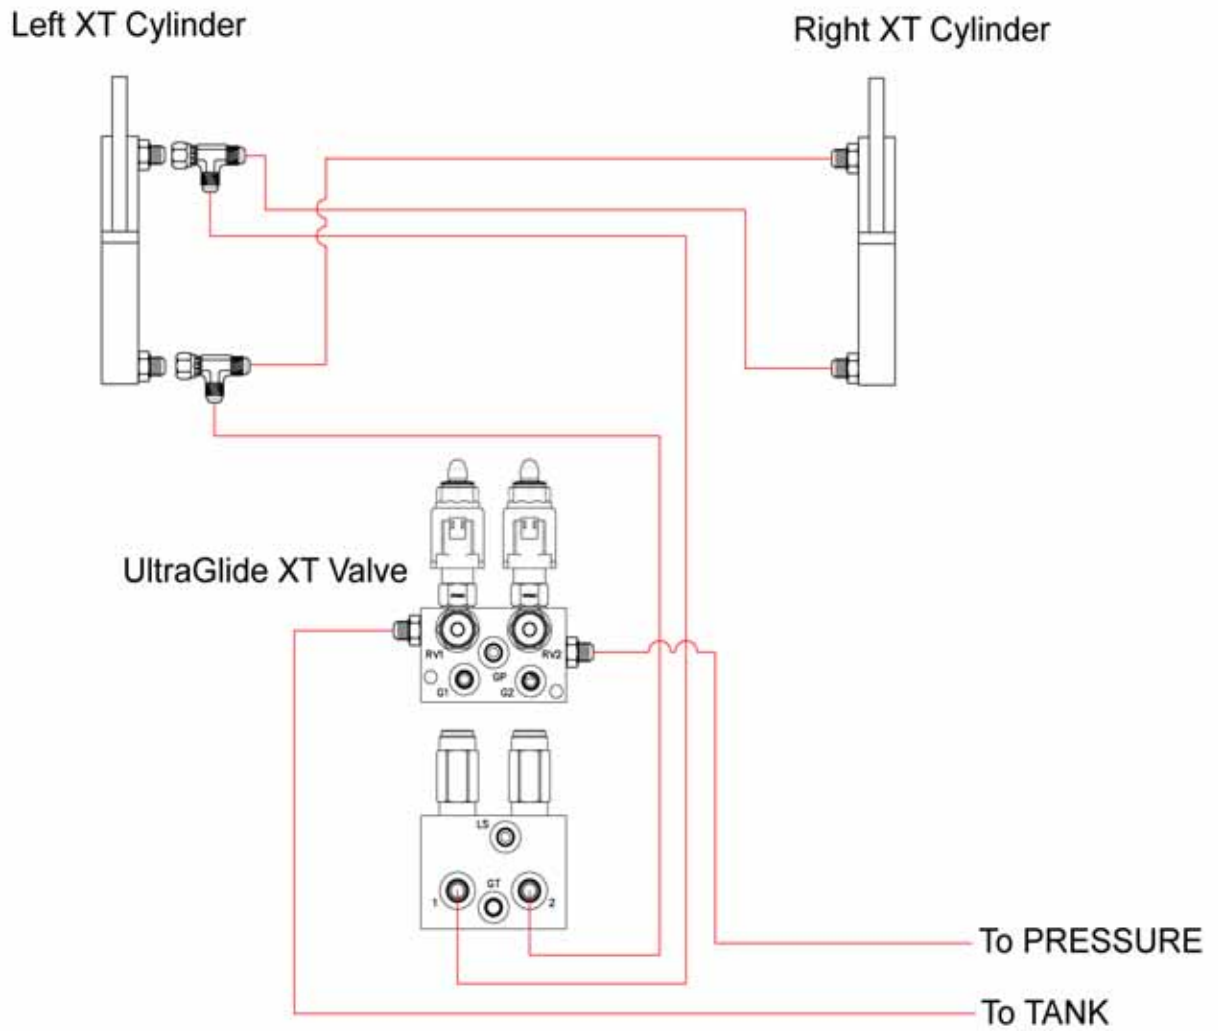 Left XT Cylinder
Right XT Cylinder
UltraGlide XT Valve
RV1
RV2
GP
G1
G2
LS
GT
1
2
To PRESSURE
To TANK